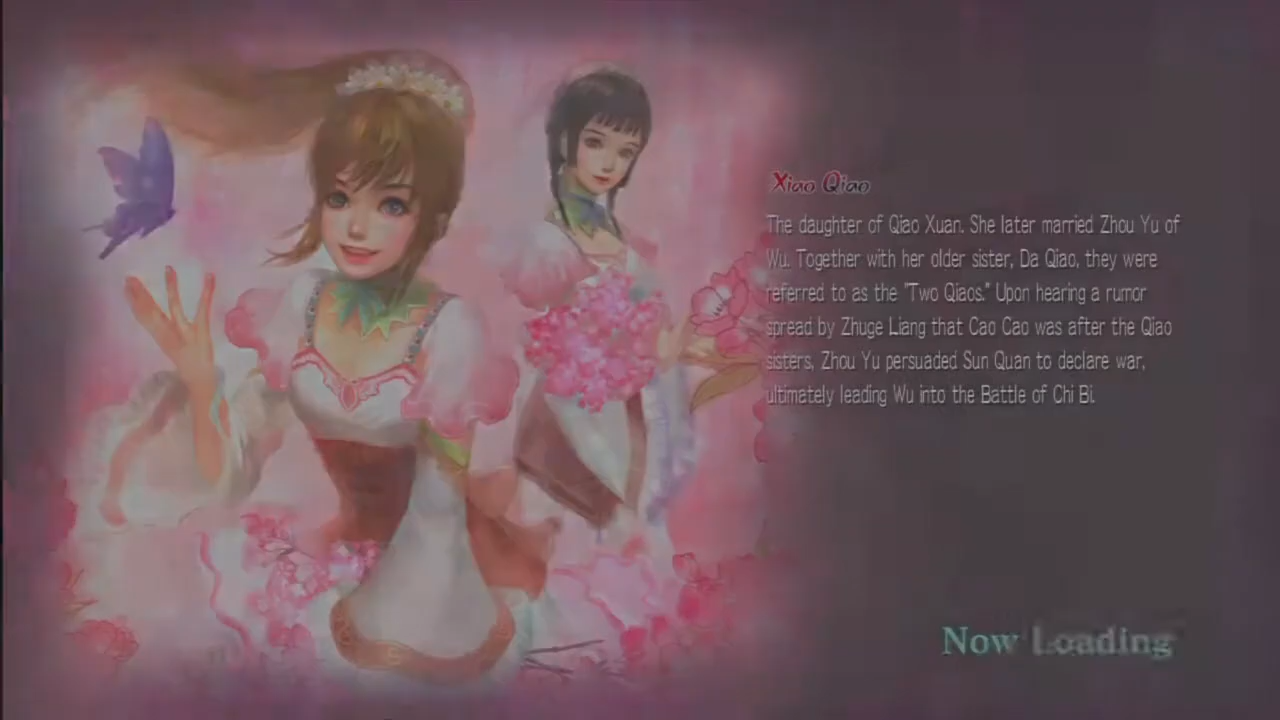 Xiao Qiao
The daughter of Qiao Xuan. She later married Zhou Yu of
Wu. Together with her older sister, Da Qiao, they were
referred to as the "Two Qiaos." Upon hearing a rumor
spread by Zhuge Liang that Cao Cao was after the Qiao
sisters, Zhou Yu persuaded Sun Quan to declare war,
ultimately leading Wu into the Battle of Chi Bi.
Now Loading